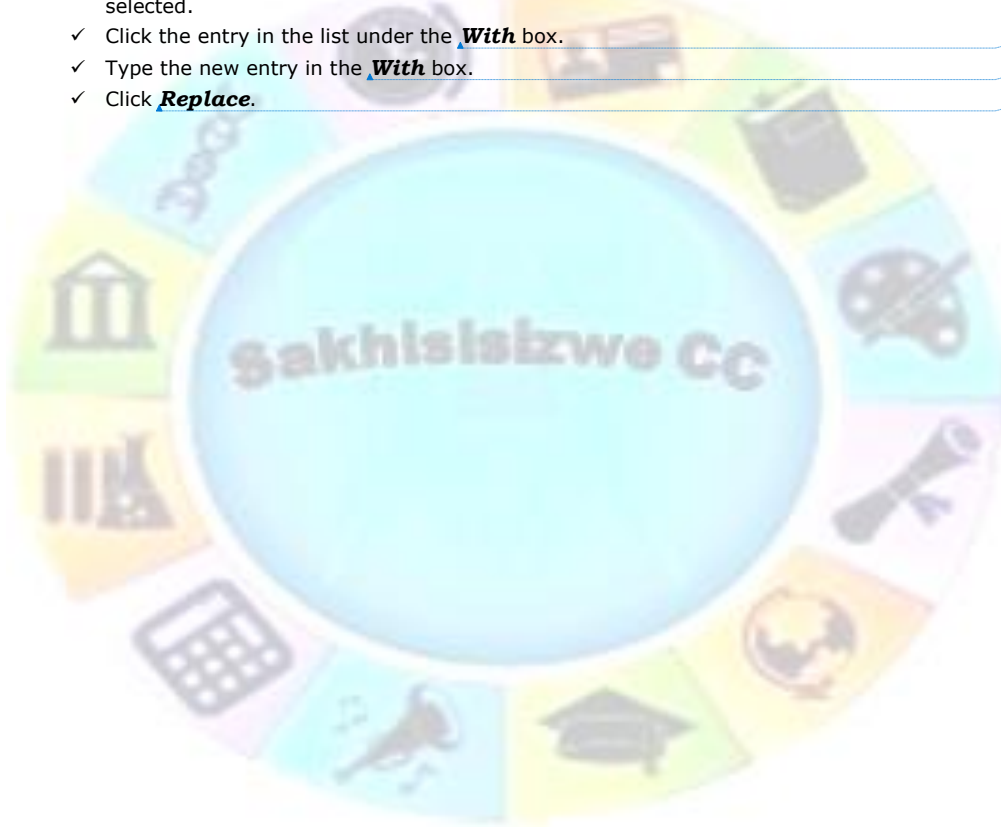 selected.
✓ Click the entry in the list under the With box.
✓ Type the new entry in the With box.
✓ Click Replace.
Sakhisisizwe CC